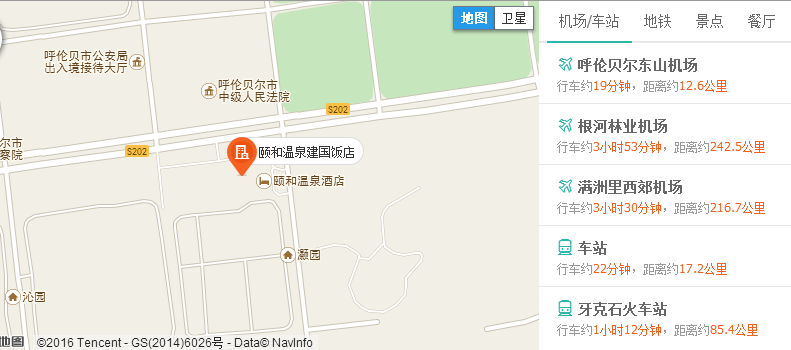 地图 卫星
呼伦贝尔市公安局
出入境接待大厅
呼伦贝尔市
中级人民法院
S202
尔市
察院
S202
颐和温泉建国饭店
颐和温泉酒店
灏园
沁园
地图 ©2016 Tencent - GS(2014)6026号 - Data© NavInfo
机场/车站 地铁 景点 餐厅
呼伦贝尔东山机场
行车约19分钟，距离约12.6公里
根河林业机场
行车约3小时53分钟，距离约242.5公里
满洲里西郊机场
行车约3小时30分钟，距离约216.7公里
车站
行车约22分钟，距离约17.2公里
牙克石火车站
行车约1小时12分钟，距离约85.4公里